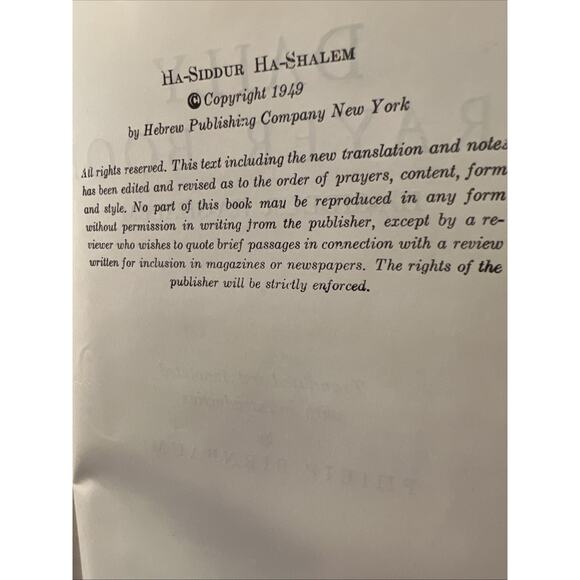 Ha-Siddur Ha-Shalem
© Copyright 1949
by Hebrew Publishing Company New York
All rights reserved. This text including the new translation and notes
has been edited and revised as to the order of prayers, content, form
and style. No part of this book may be reproduced in any form
without permission in writing from the publisher, except by a re-
viewer who wishes to quote brief passages in connection with a review
written for inclusion in magazines or newspapers. The rights of the
publisher will be strictly enforced.